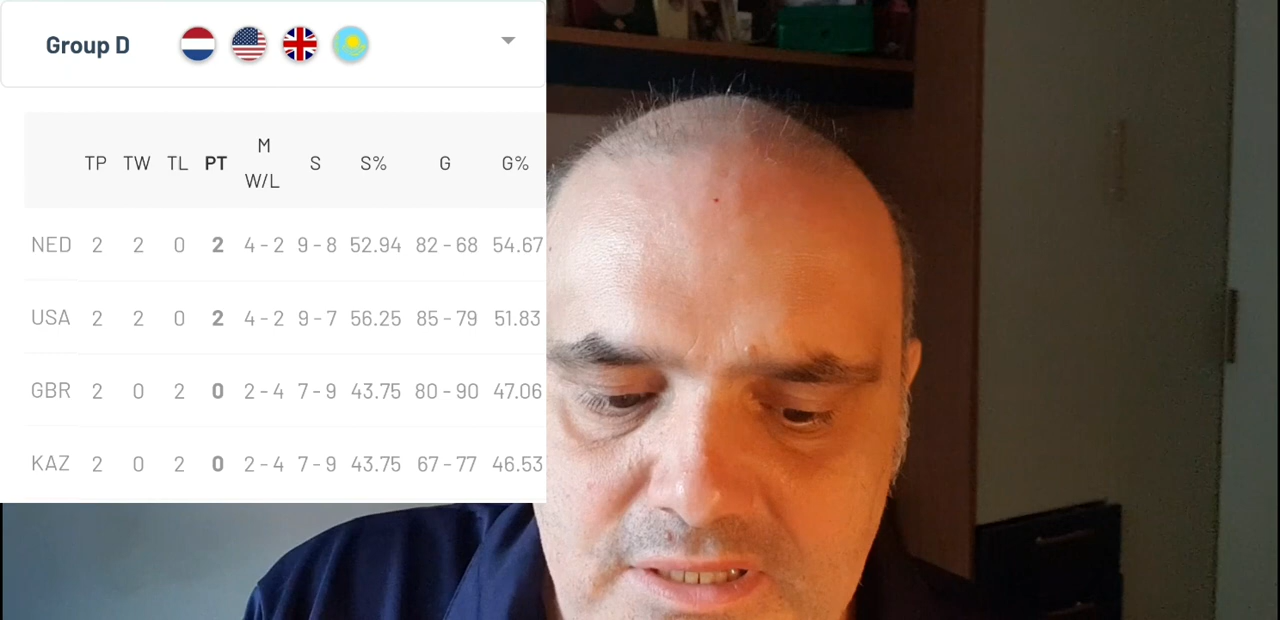 Group D
TP TW TL PT M W/L S S% G G%
NED 2 2 0 2 4-2 9-8 52.94 82-68 54.67
USA 2 2 0 2 4-2 9-7 56.25 85-79 51.83
GBR 2 0 2 0 2-4 7-9 43.75 80-90 47.06
KAZ 2 0 2 0 2-4 7-9 43.75 67-77 46.53